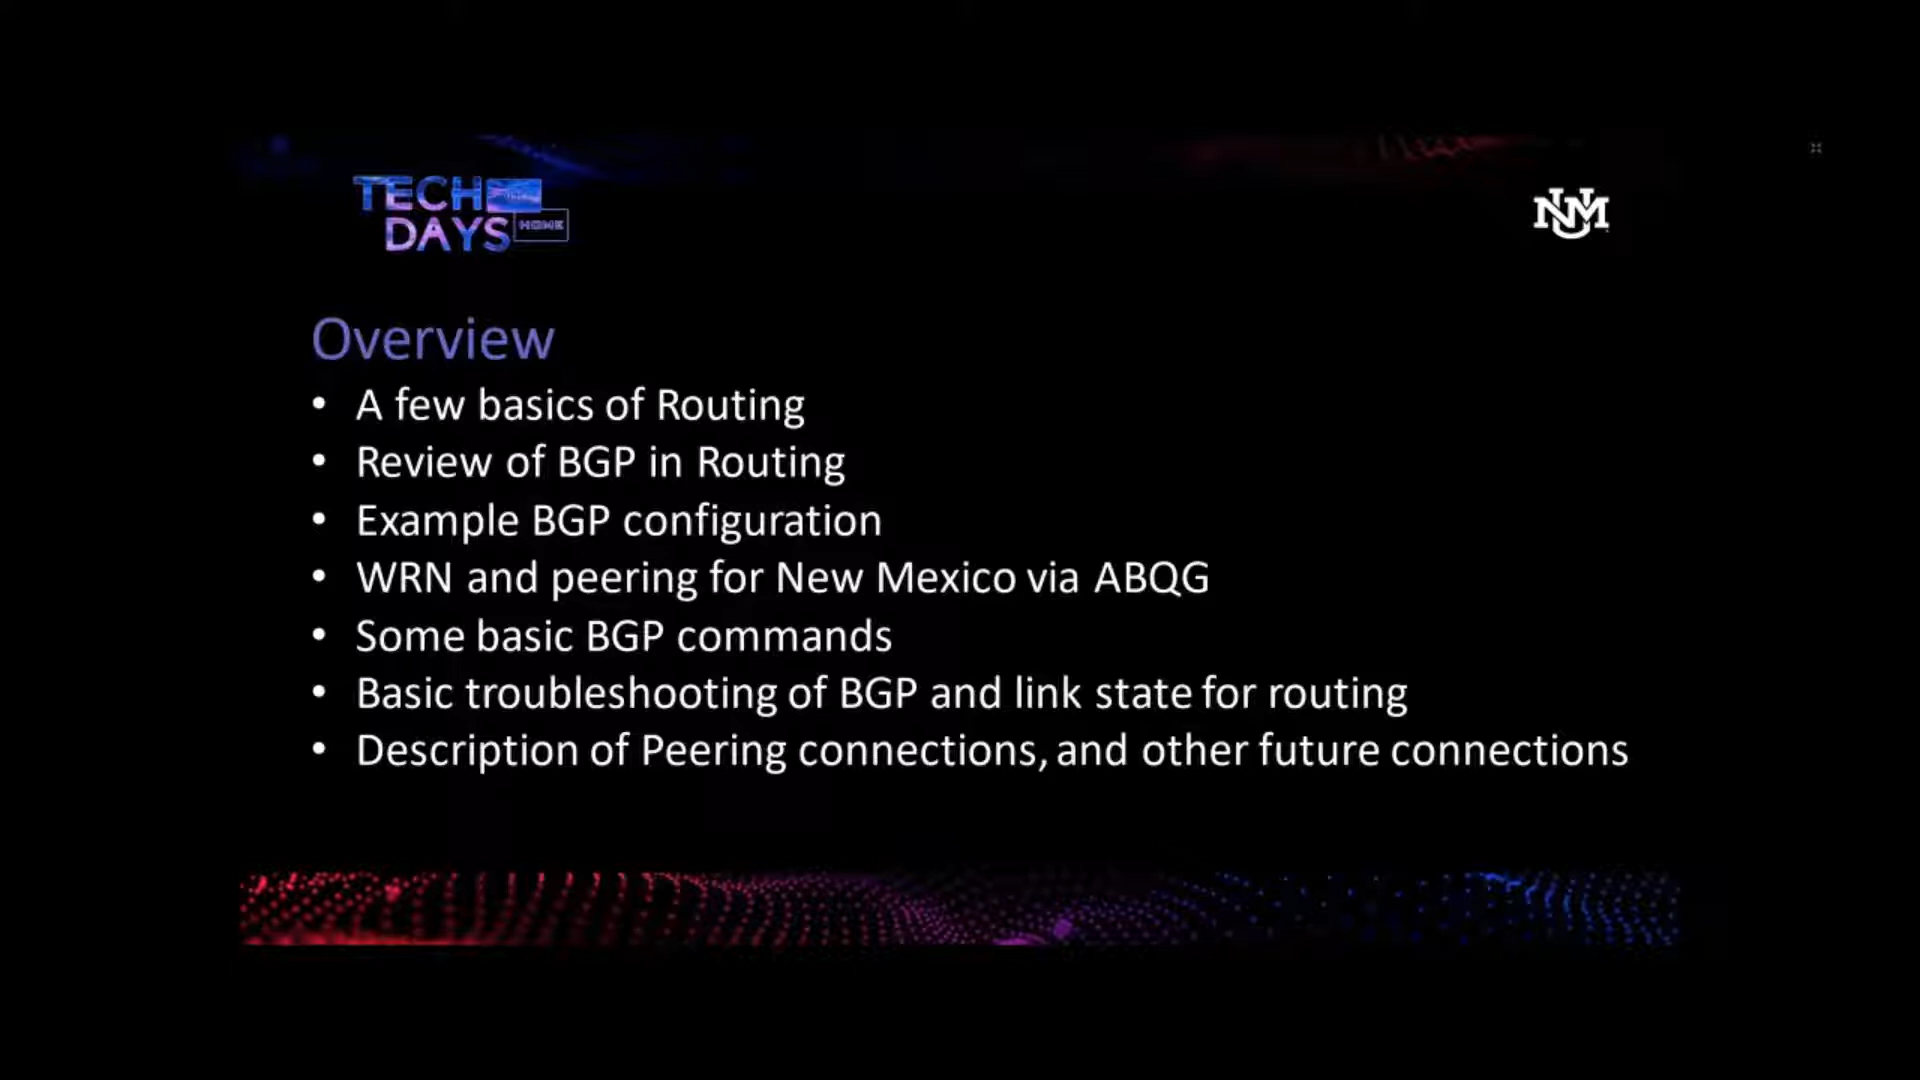 TECH
DAYS HOME
UNM
Overview
• A few basics of Routing
• Review of BGP in Routing
• Example BGP configuration
• WRN and peering for New Mexico via ABQG
• Some basic BGP commands
• Basic troubleshooting of BGP and link state for routing
• Description of Peering connections, and other future connections